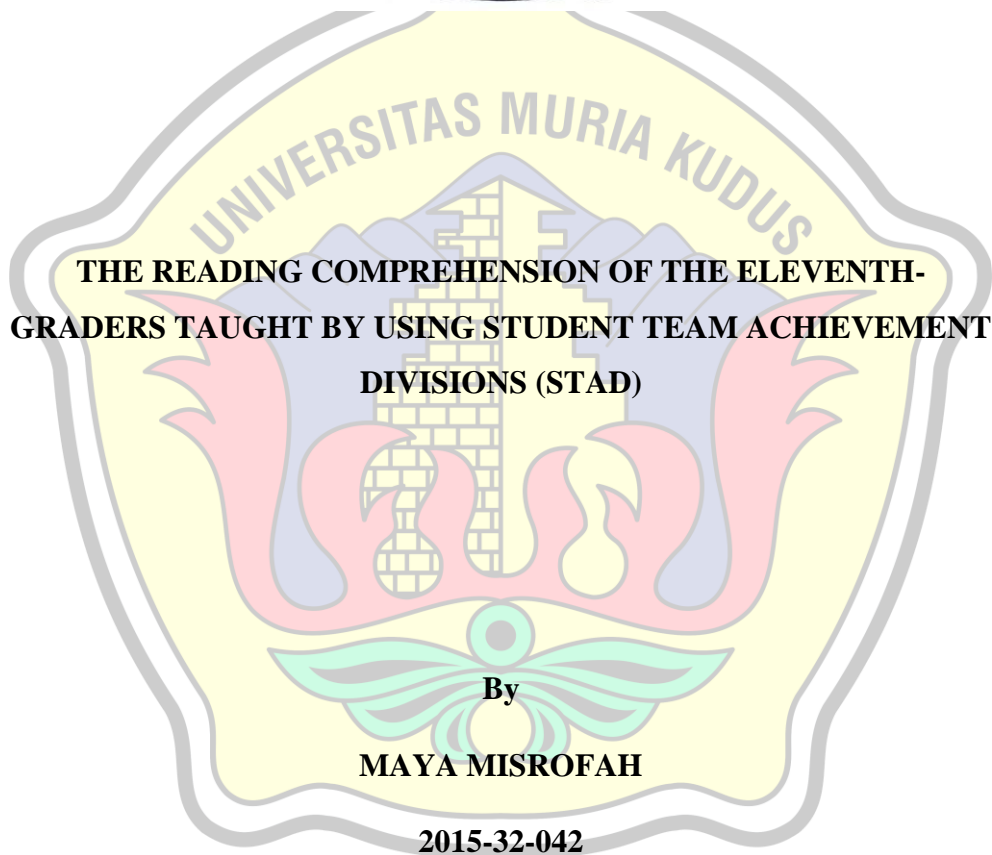 UNIVERSITAS MURIA KUDUS
THE READING COMPREHENSION OF THE ELEVENTH-
GRADERS TAUGHT BY USING STUDENT TEAM ACHIEVEMENT
DIVISIONS (STAD)
By
MAYA MISROFAH
2015-32-042